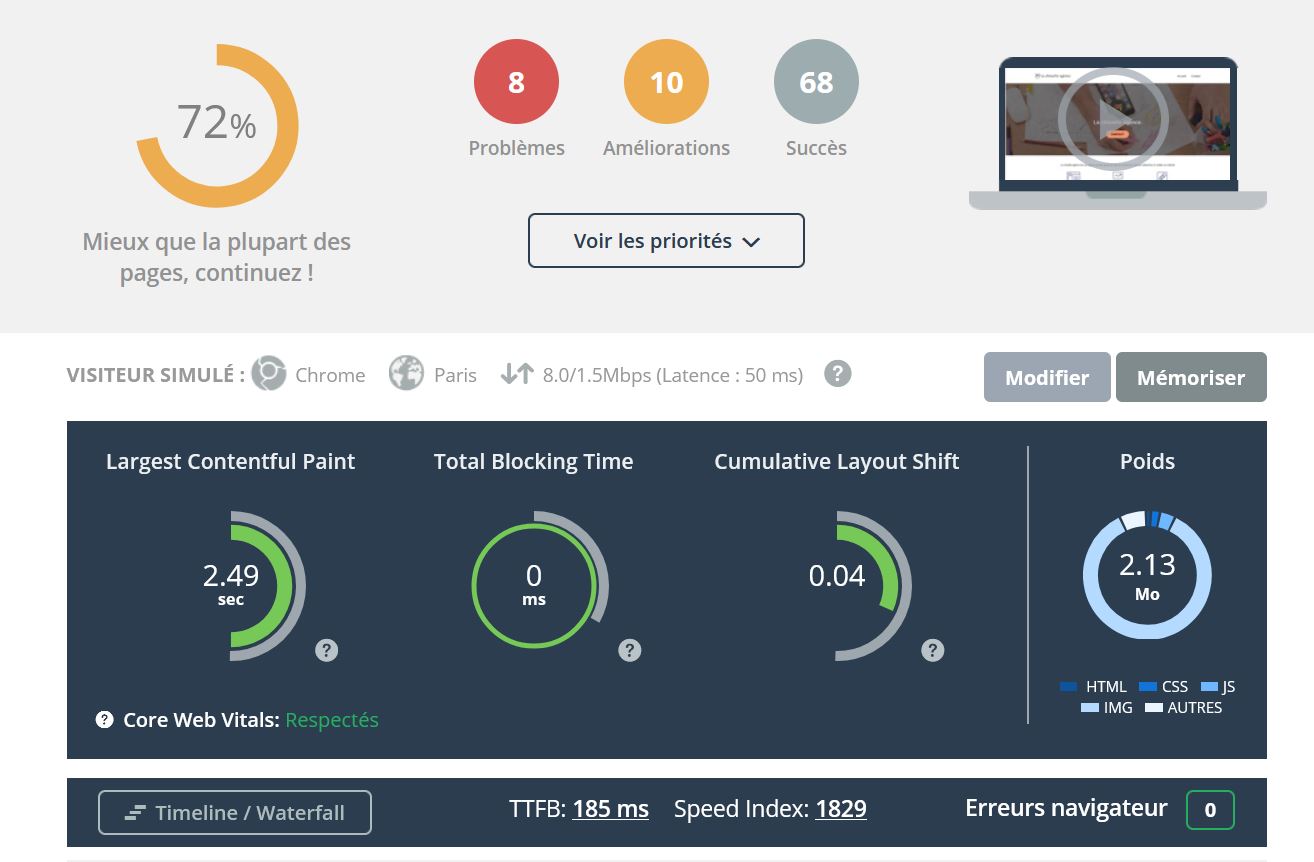 72%
Mieux que la plupart des
pages, continuez !
8
Problèmes
10
Améliorations
68
Succès
Voir les priorités
VISITEUR SIMULÉ :
Chrome
Paris
8.0/1.5Mbps (Latence : 50 ms)
?
Modifier
Mémoriser
Largest Contentful Paint
2.49
sec
?
Total Blocking Time
0
ms
?
Cumulative Layout Shift
0.04
?
Poids
2.13
Mo
HTML CSS JS
IMG AUTRES
? Core Web Vitals: Respectés
Timeline / Waterfall
TTFB: 185 ms
Speed Index: 1829
Erreurs navigateur 0